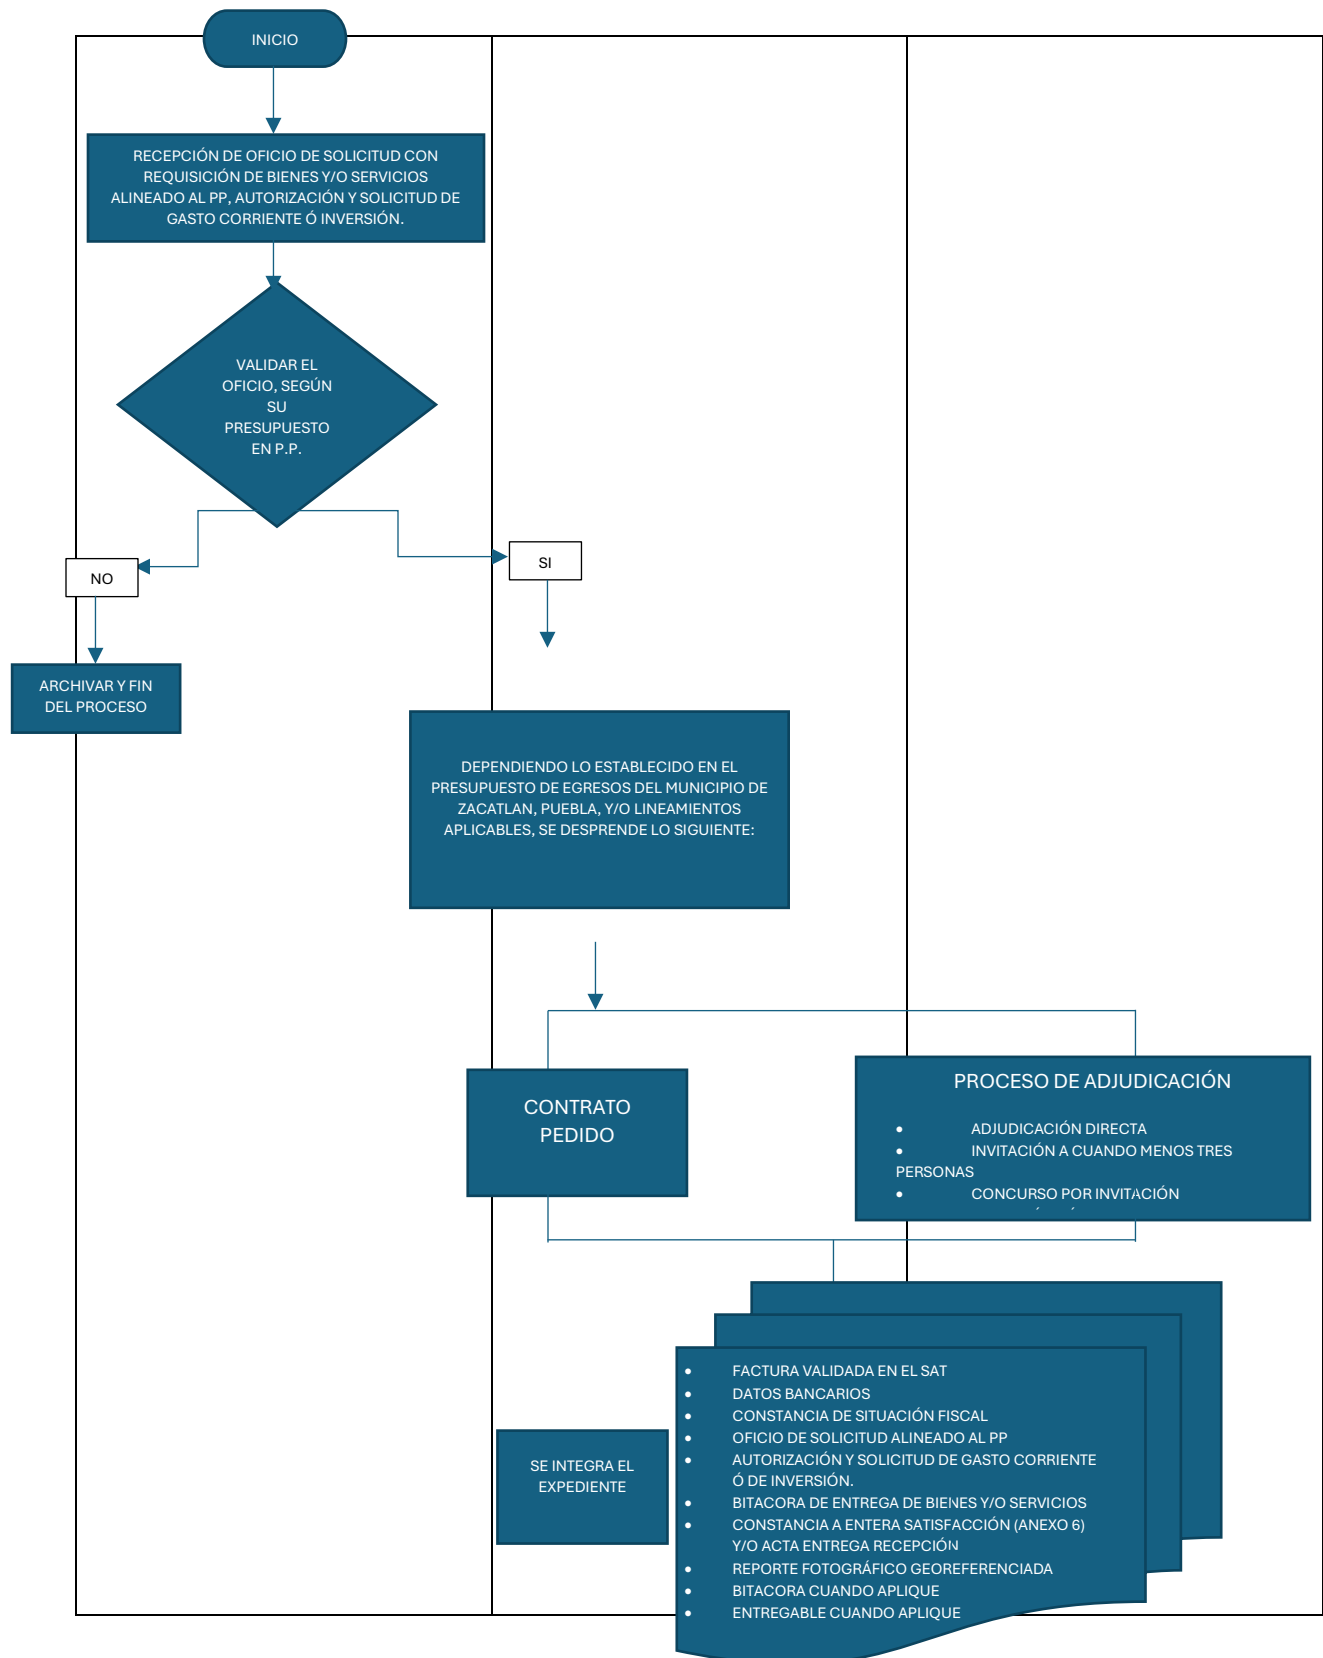 INICIO
RECEPCIÓN DE OFICIO DE SOLICITUD CON
REQUISICIÓN DE BIENES Y/O SERVICIOS
ALINEADO AL PP, AUTORIZACIÓN Y SOLICITUD DE
GASTO CORRIENTE Ó INVERSIÓN.
VALIDAR EL
OFICIO, SEGÚN
SU
PRESUPUESTO
EN P.P.
NO
SI
ARCHIVAR Y FIN
DEL PROCESO
DEPENDIENDO LO ESTABLECIDO EN EL
PRESUPUESTO DE EGRESOS DEL MUNICIPIO DE
ZACATLAN, PUEBLA, Y/O LINEAMIENTOS
APLICABLES, SE DESPRENDE LO SIGUIENTE:
CONTRATO
PEDIDO
PROCESO DE ADJUDICACIÓN
• ADJUDICACIÓN DIRECTA
• INVITACIÓN A CUANDO MENOS TRES
PERSONAS
• CONCURSO POR INVITACIÓN
SE INTEGRA EL
EXPEDIENTE
• FACTURA VALIDADA EN EL SAT
• DATOS BANCARIOS
• CONSTANCIA DE SITUACIÓN FISCAL
• OFICIO DE SOLICITUD ALINEADO AL PP
• AUTORIZACIÓN Y SOLICITUD DE GASTO CORRIENTE
Ó DE INVERSIÓN.
• BITACORA DE ENTREGA DE BIENES Y/O SERVICIOS
• CONSTANCIA A ENTERA SATISFACCIÓN (ANEXO 6)
Y/O ACTA ENTREGA RECEPCIÓN
• REPORTE FOTOGRÁFICO GEOREFERENCIADA
• BITACORA CUANDO APLIQUE
• ENTREGABLE CUANDO APLIQUE